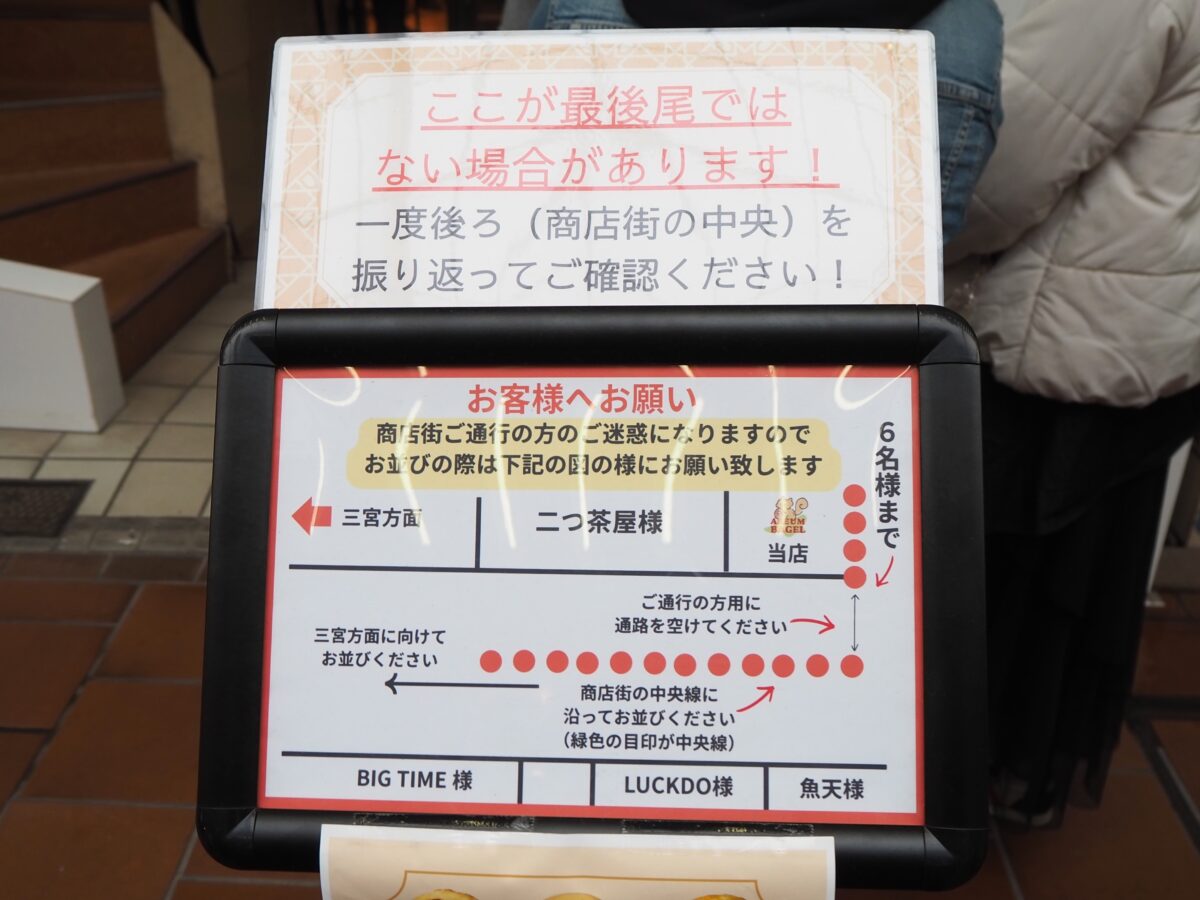 ここが最後尾では
ない場合があります！
一度後ろ（商店街の中央）を
振り返ってご確認ください！
お客様へお願い
商店街ご通行の方のご迷惑になりますので
お並びの際は下記の図の様にお願い致します
6名様まで
三宮方面
二つ茶屋様
BAGEL
当店
ご通行の方用に
通路を空けてください
三宮方面に向けて
お並びください
商店街の中央線に
沿ってお並びください
（緑色の目印が中央線）
BIG TIME 様
LUCKDO様
魚天様